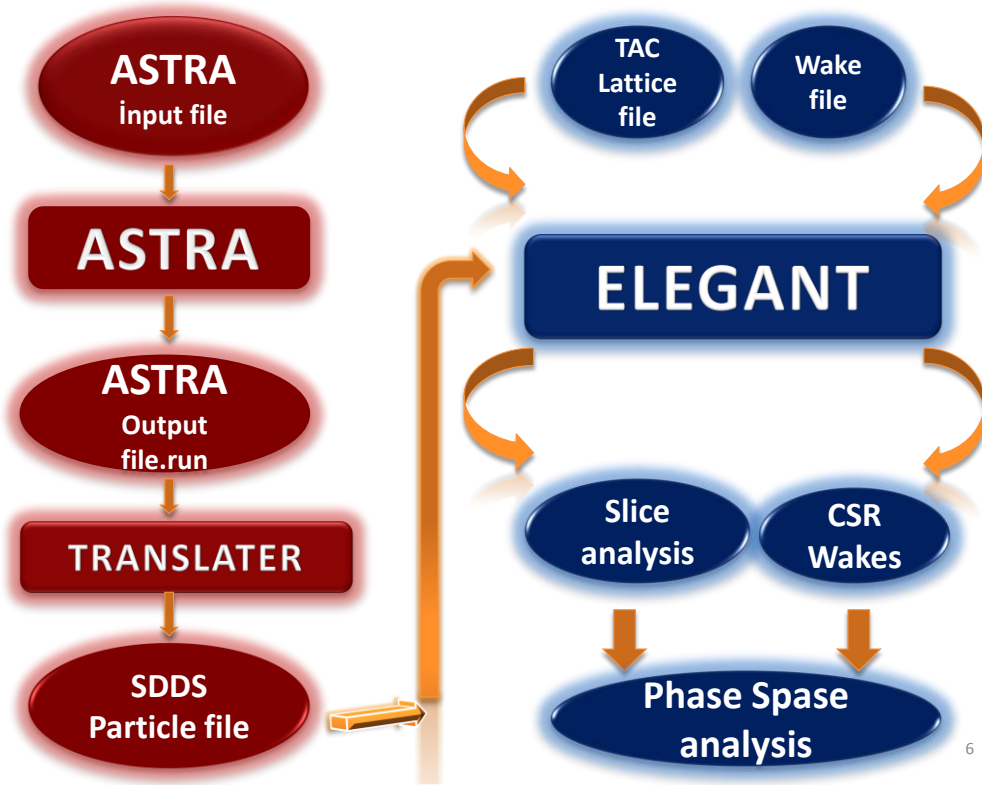 ASTRA
İnput file
ASTRA
ASTRA
Output
file.run
TRANSLATER
SDDS
Particle file
TAC
Lattice
file
Wake
file
ELEGANT
Slice
analysis
CSR
Wakes
Phase Spase
analysis
6